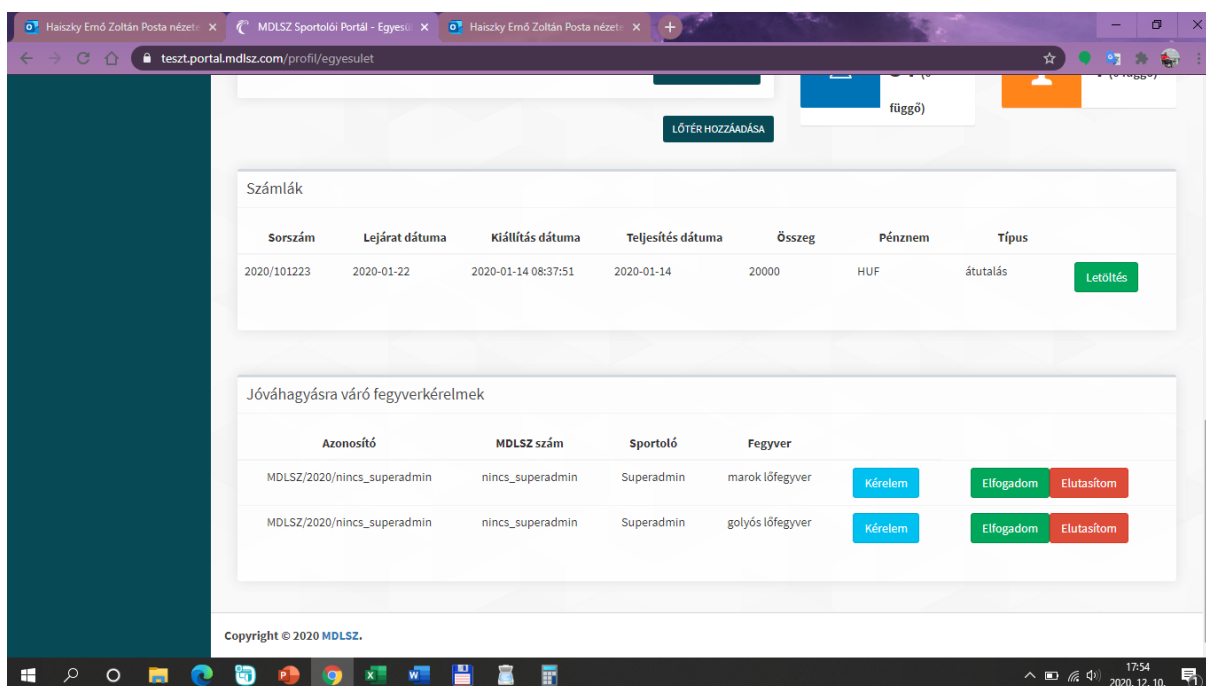 Haiszky Ernő Zoltán Posta nézete
MDLSZ Sportolói Portál - Egyesül
Haiszky Ernő Zoltán Posta nézete
teszt.portal.mdlsz.com/profil/egyesulet
függő)
LŐTÉR HOZZÁADÁSA
Számlák
Sorszám Lejárat dátuma Kiállítás dátuma Teljesítés dátuma Összeg Pénznem Típus
2020/101223 2020-01-22 2020-01-14 08:37:51 2020-01-14 20000 HUF átutalás Letöltés
Jóváhagyásra váró fegyverkérelmek
Azonosító MDLSZ szám Sportoló Fegyver
MDLSZ/2020/nincs_superadmin nincs_superadmin Superadmin marok lőfegyver Kérelem Elfogadom Elutasítom
MDLSZ/2020/nincs_superadmin nincs_superadmin Superadmin golyós lőfegyver Kérelem Elfogadom Elutasítom
Copyright © 2020 MDLSZ.
17:54
2020. 12. 10.